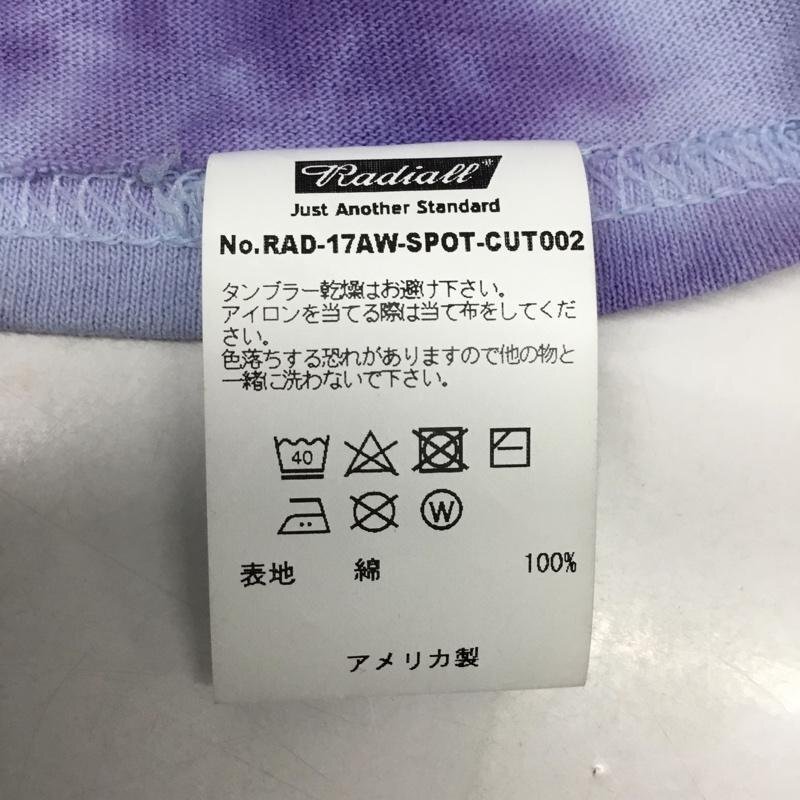 Radiall
Just Another Standard
No.RAD-17AW-SPOT-CUT002
タンブラー乾燥はお避け下さい。
アイロンを当てる際は当て布をしてくだ
さい。
色落ちする恐れがありますので他の物と
一緒に洗わないで下さい。
40
W
表地 綿 100%
アメリカ製